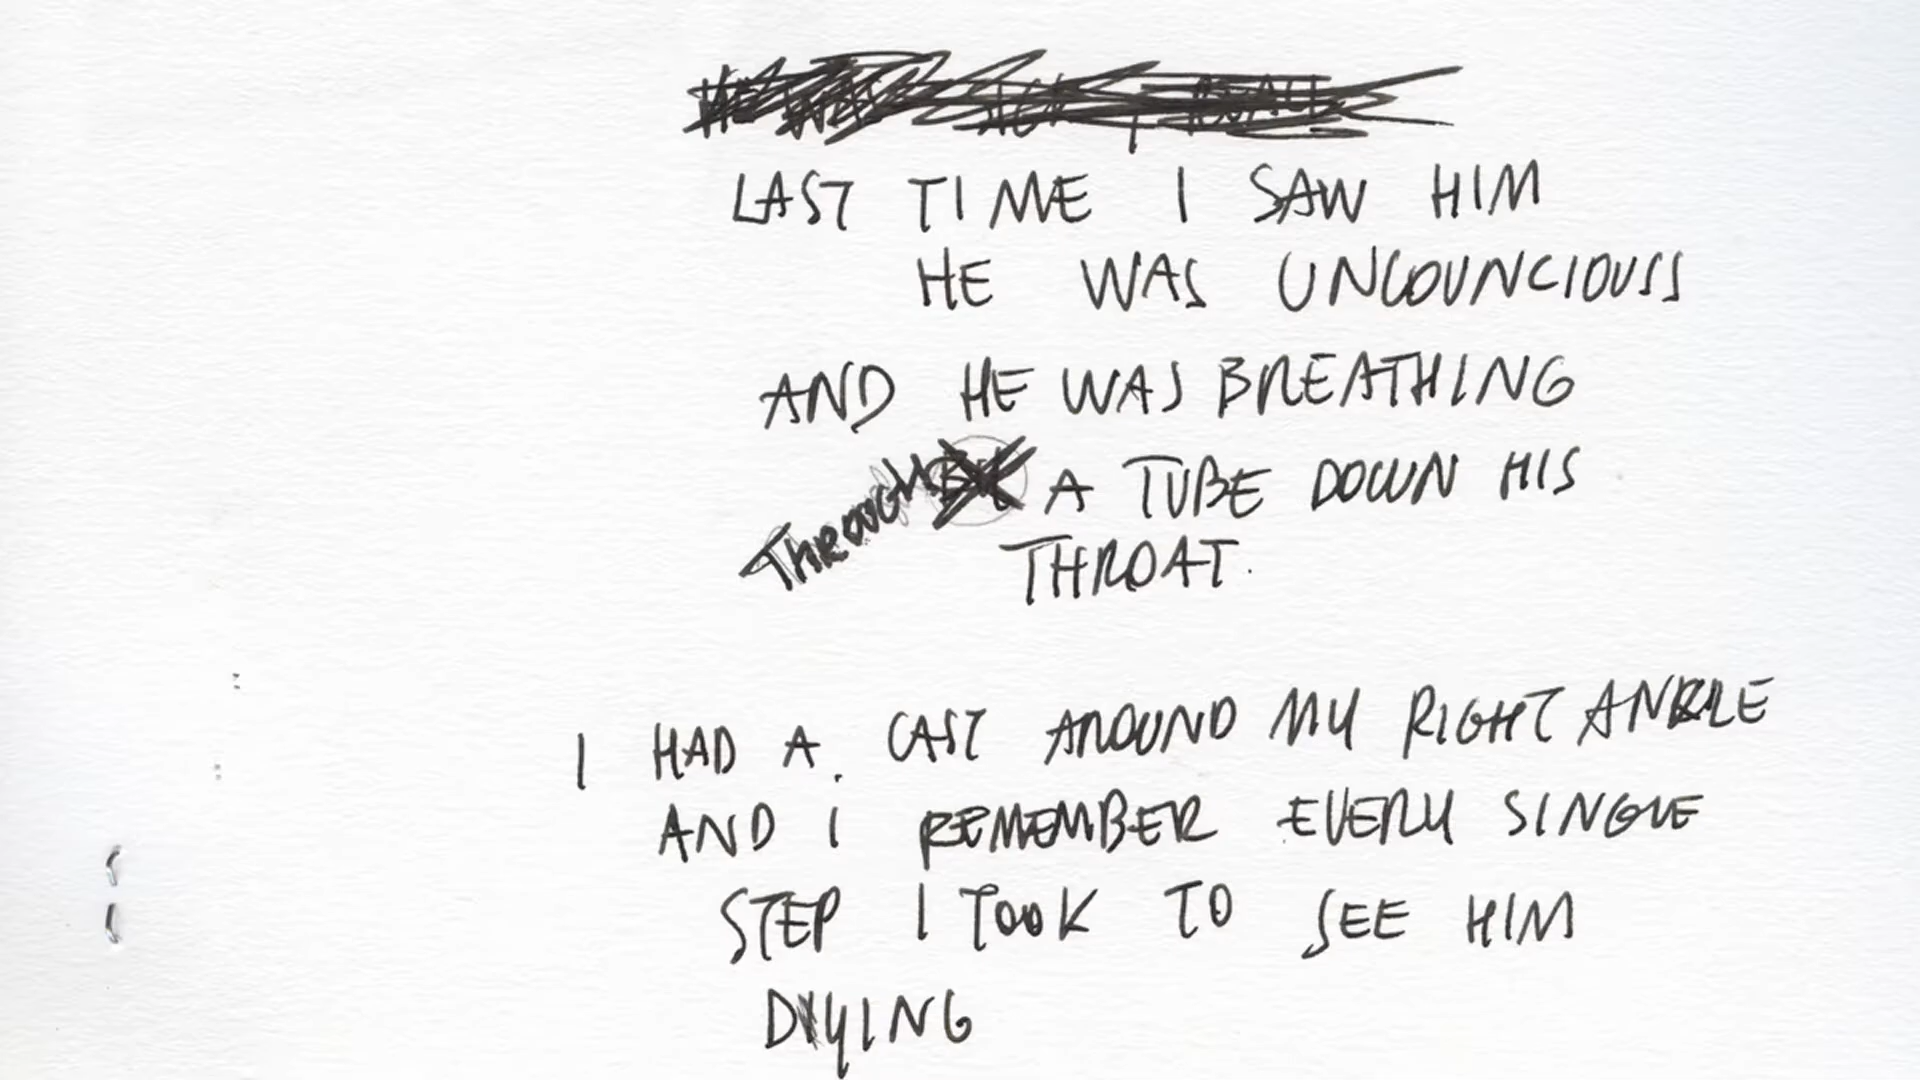 LAST TIME I SAW HIM
HE WAS UNCOUNCIOUSS
AND HE WAS BREATHING
THROUGH A TUBE DOWN HIS
THROAT.
I HAD A CAST AROUND MY RIGHT ANKLE
AND I REMEMBER EVERY SINGLE
STEP I TOOK TO SEE HIM
DYING